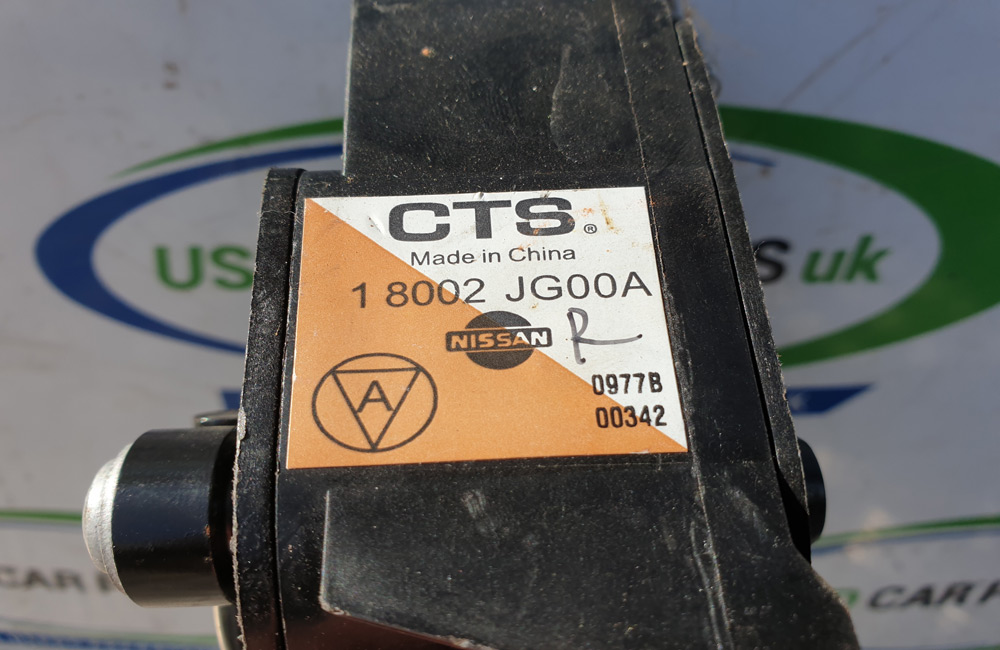 CTS®
Made in China
1 8002 JG00A
NISSAN
R
A
0977B
00342
US
S uk
CAR
CAR